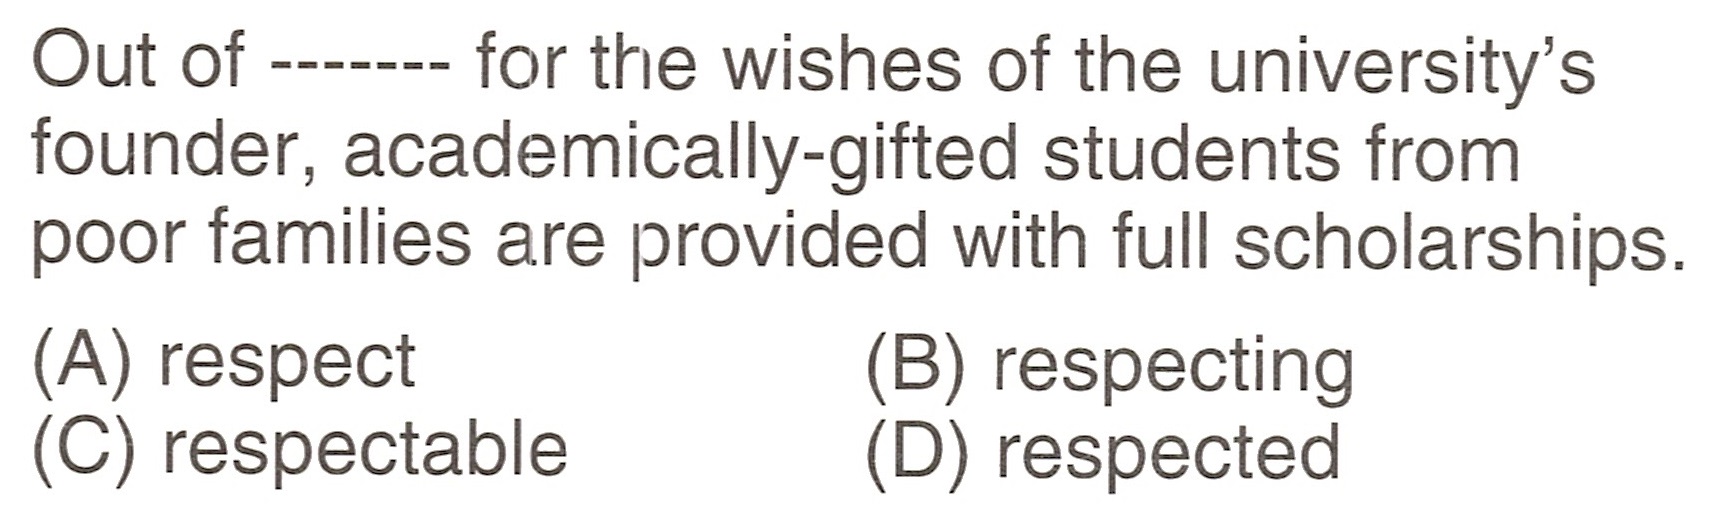 Out of ------- for the wishes of the university's
founder, academically-gifted students from
poor families are provided with full scholarships.
(A) respect (B) respecting
(C) respectable (D) respected